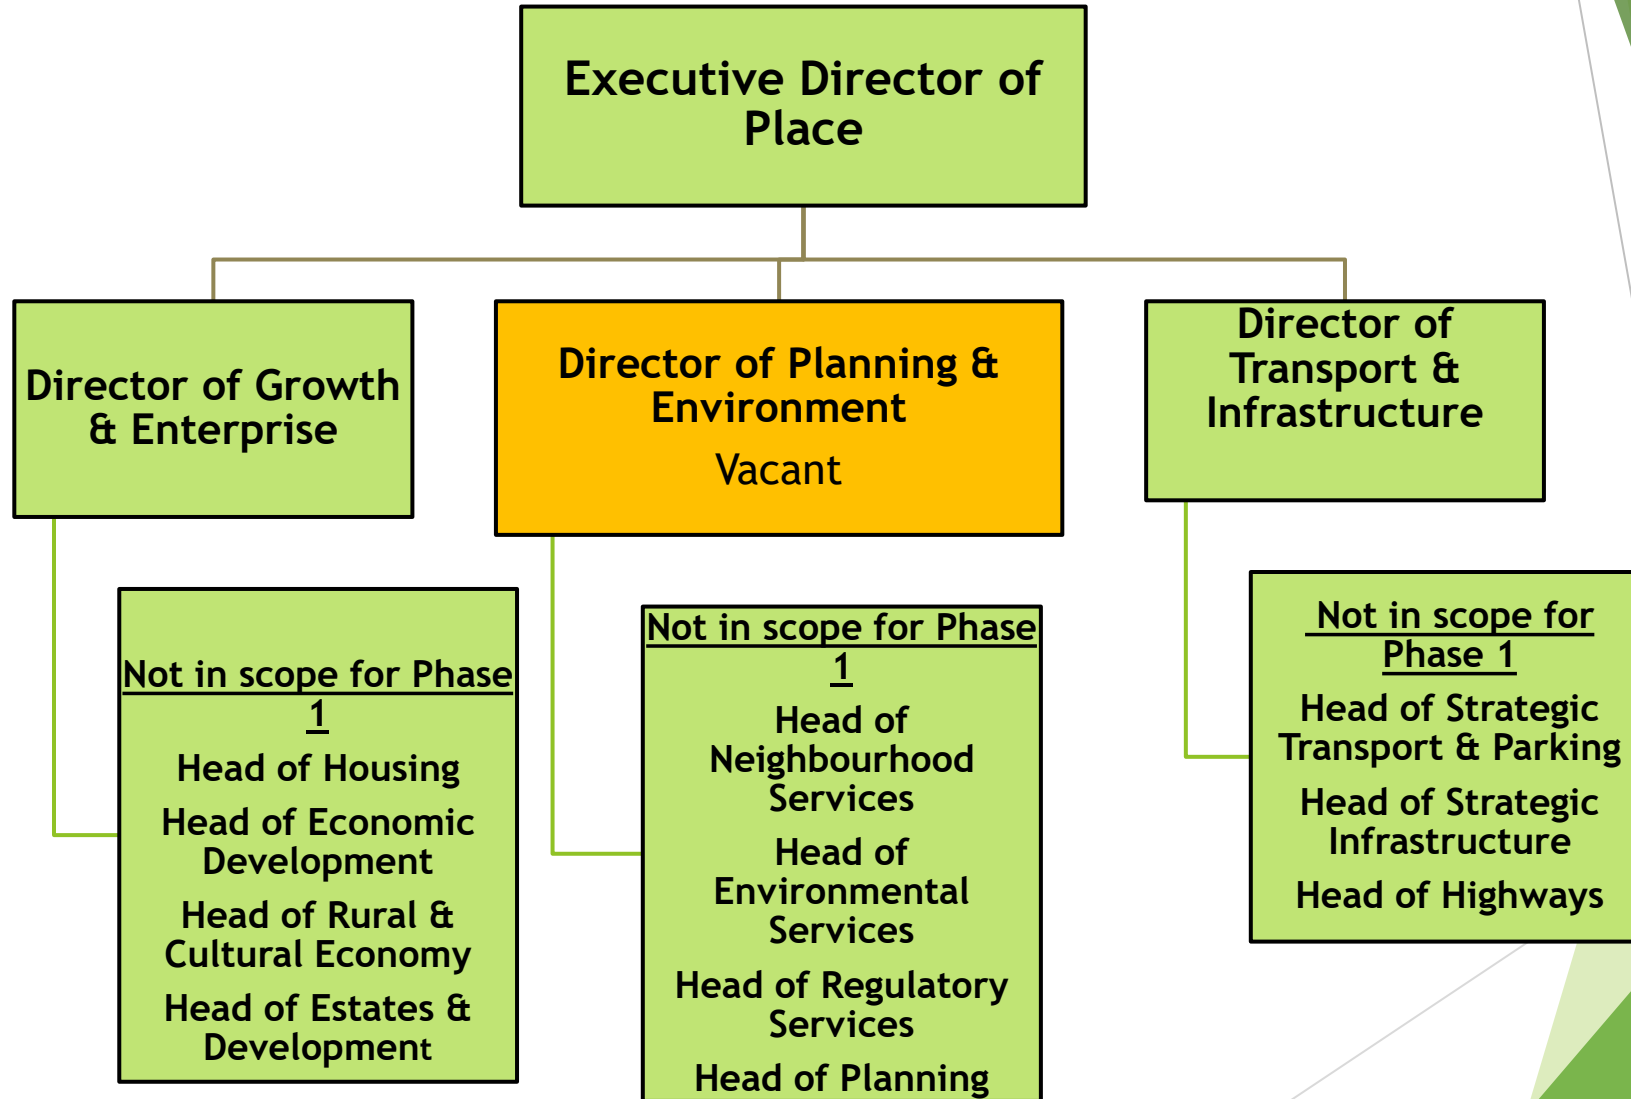 Executive Director of
Place
Director of Growth
& Enterprise
Director of Planning &
Environment
Vacant
Director of
Transport &
Infrastructure
Not in scope for Phase
1
Head of Housing
Head of Economic
Development
Head of Rural &
Cultural Economy
Head of Estates &
Development
Not in scope for Phase
1
Head of
Neighbourhood
Services
Head of
Environmental
Services
Head of Regulatory
Services
Head of Planning
Not in scope for
Phase 1
Head of Strategic
Transport & Parking
Head of Strategic
Infrastructure
Head of Highways